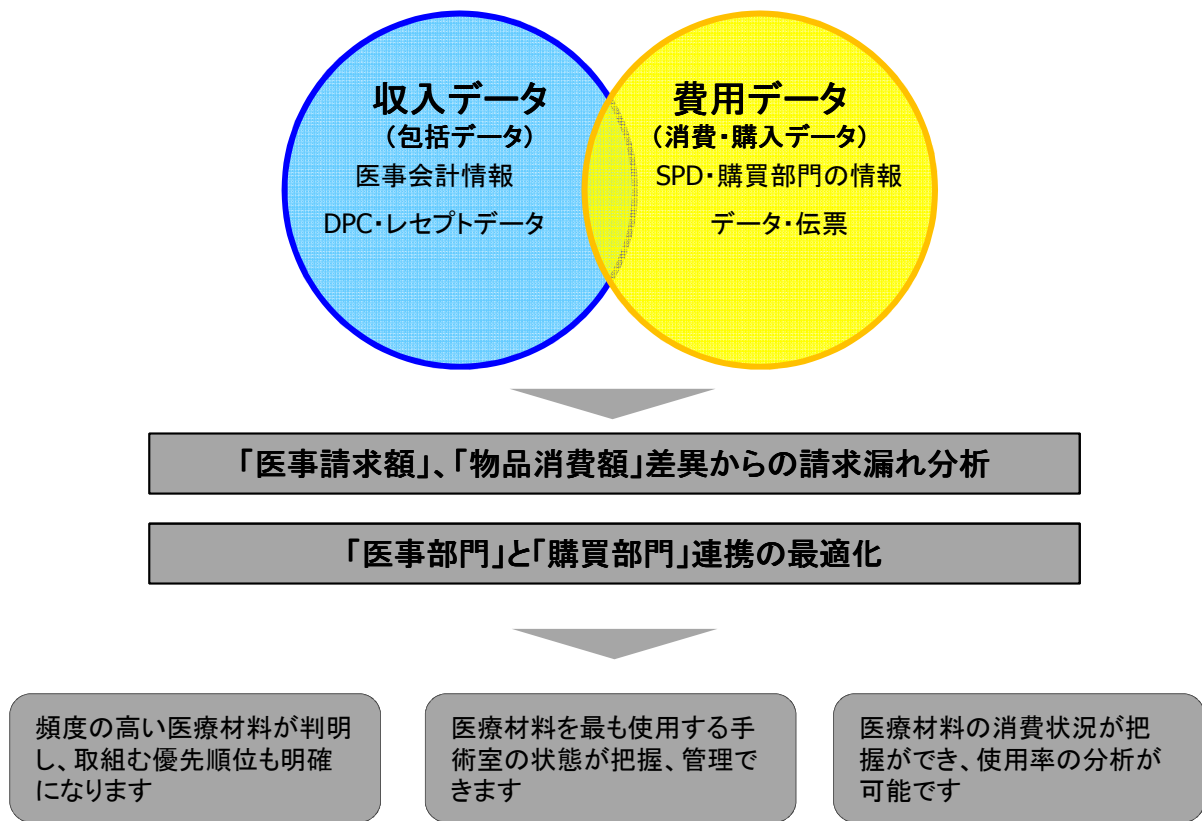 収入データ
（包括データ）
医事会計情報
DPC・レセプトデータ
費用データ
（消費・購入データ）
SPD・購買部門の情報
データ・伝票
「医事請求額」、「物品消費額」差異からの請求漏れ分析
「医事部門」と「購買部門」連携の最適化
頻度の高い医療材料が判明
し、取組む優先順位も明確
になります
医療材料を最も使用する手
術室の状態が把握、管理で
きます
医療材料の消費状況が把
握ができ、使用率の分析が
可能です